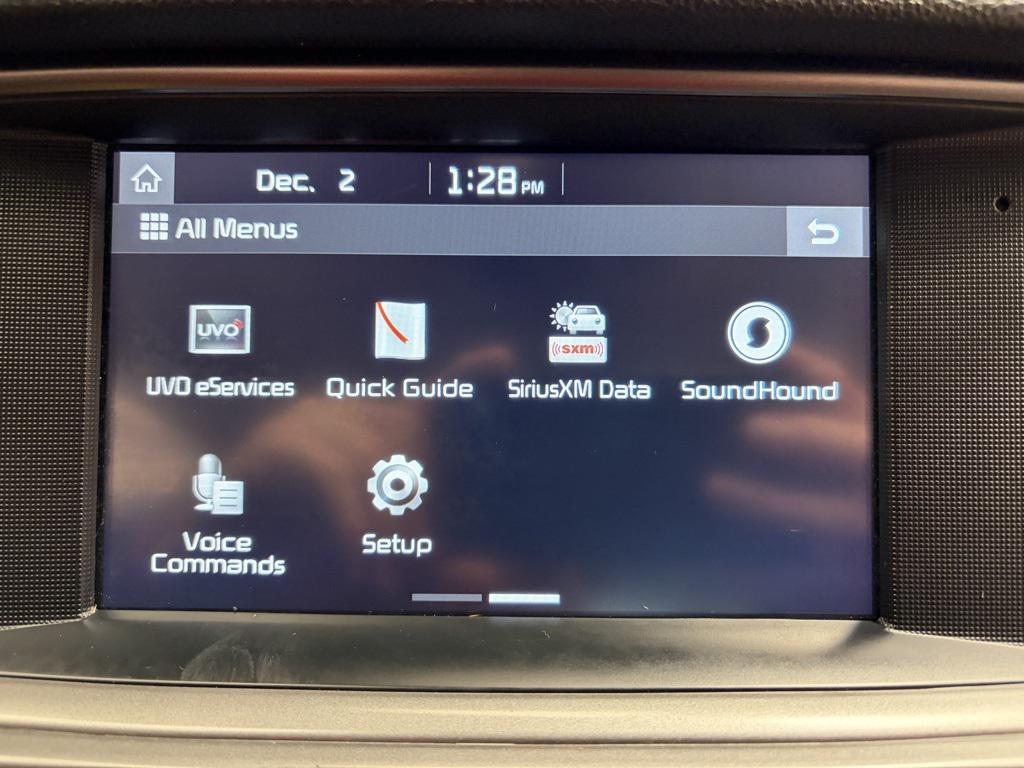 Dec. 2 1:28 PM
All Menus
UVO
sxm
UVO eServices Quick Guide SiriusXM Data SoundHound
Voice
Commands
Setup